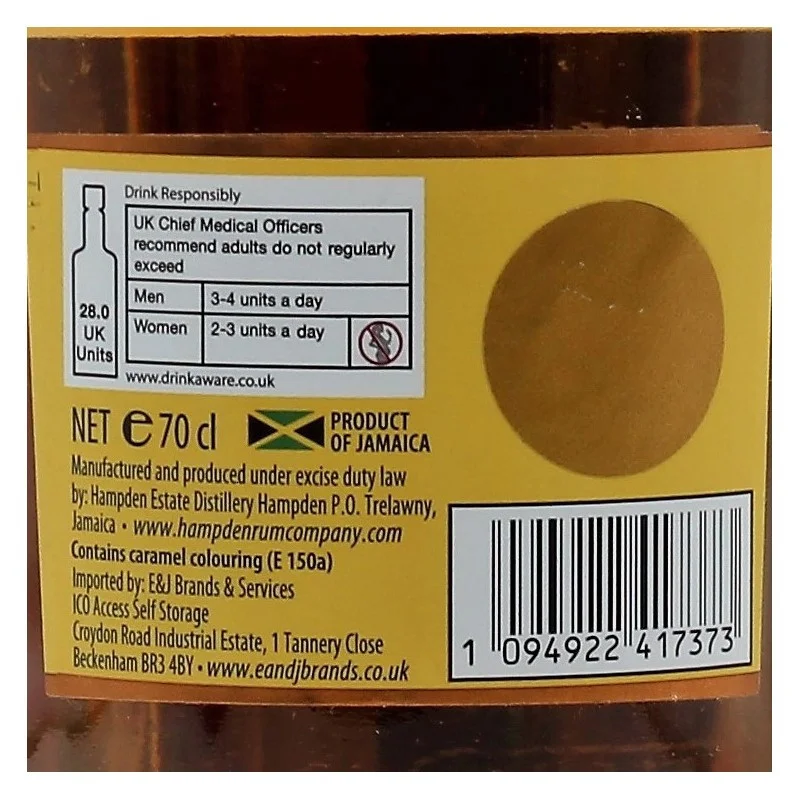 Drink Responsibly
UK Chief Medical Officers
recommend adults do not regularly
exceed
Men 3-4 units a day
Women 2-3 units a day
28.0
UK
Units
www.drinkaware.co.uk
NET e 70 cl
PRODUCT
OF JAMAICA
Manufactured and produced under excise duty law
by: Hampden Estate Distillery Hampden P.O. Trelawny,
Jamaica • www.hampdenrumcompany.com
Contains caramel colouring (E 150a)
Imported by: E&J Brands & Services
ICO Access Self Storage
Croydon Road Industrial Estate, 1 Tannery Close
Beckenham BR3 4BY • www.eandjbrands.co.uk
1 094922 417373